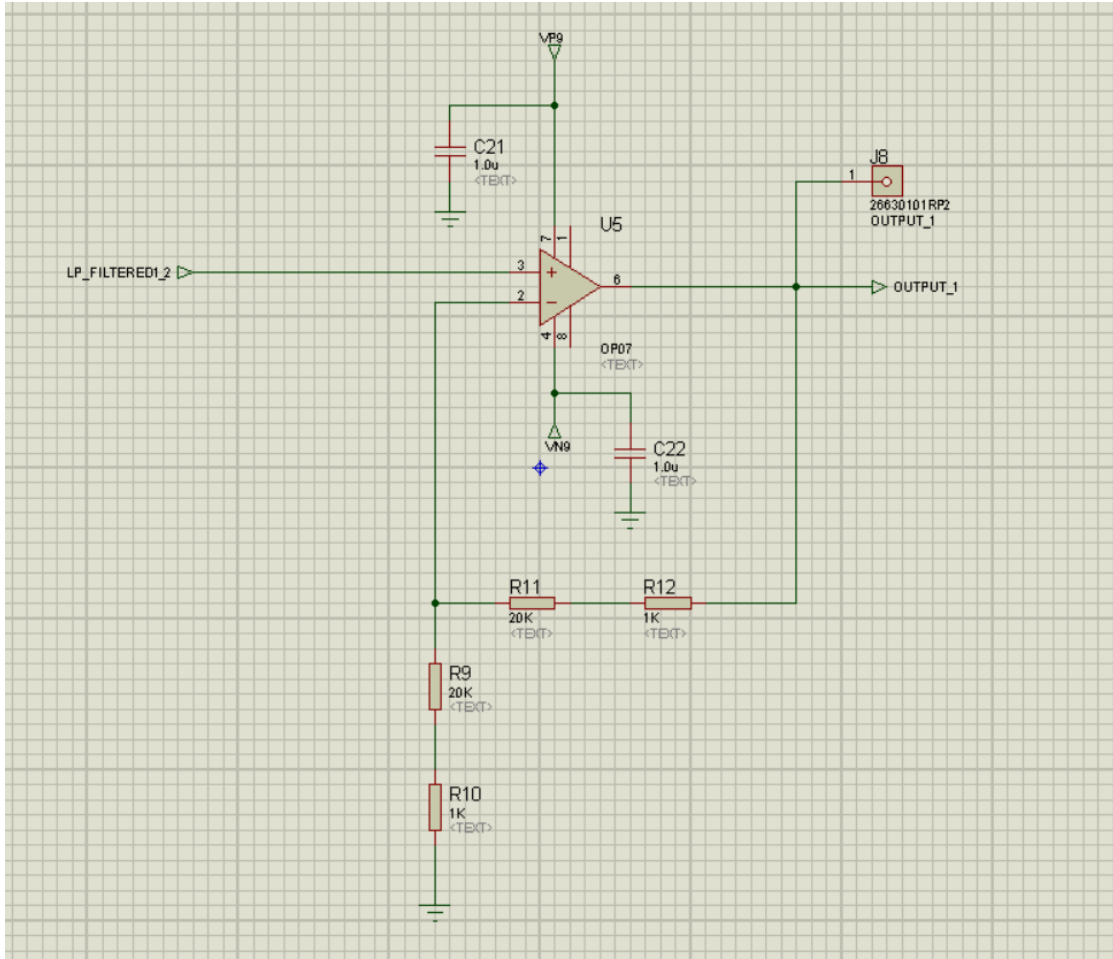 VP9
C21
1.0u
<TEXT>
J8
1
26630101RP2
OUTPUT_1
U5
7
1
LP_FILTERED1_2
3
+
2
−
6
OUTPUT_1
4
8
OP07
<TEXT>
VN9
C22
1.0u
<TEXT>
R11
20K
<TEXT>
R12
1K
<TEXT>
R9
20K
<TEXT>
R10
1K
<TEXT>